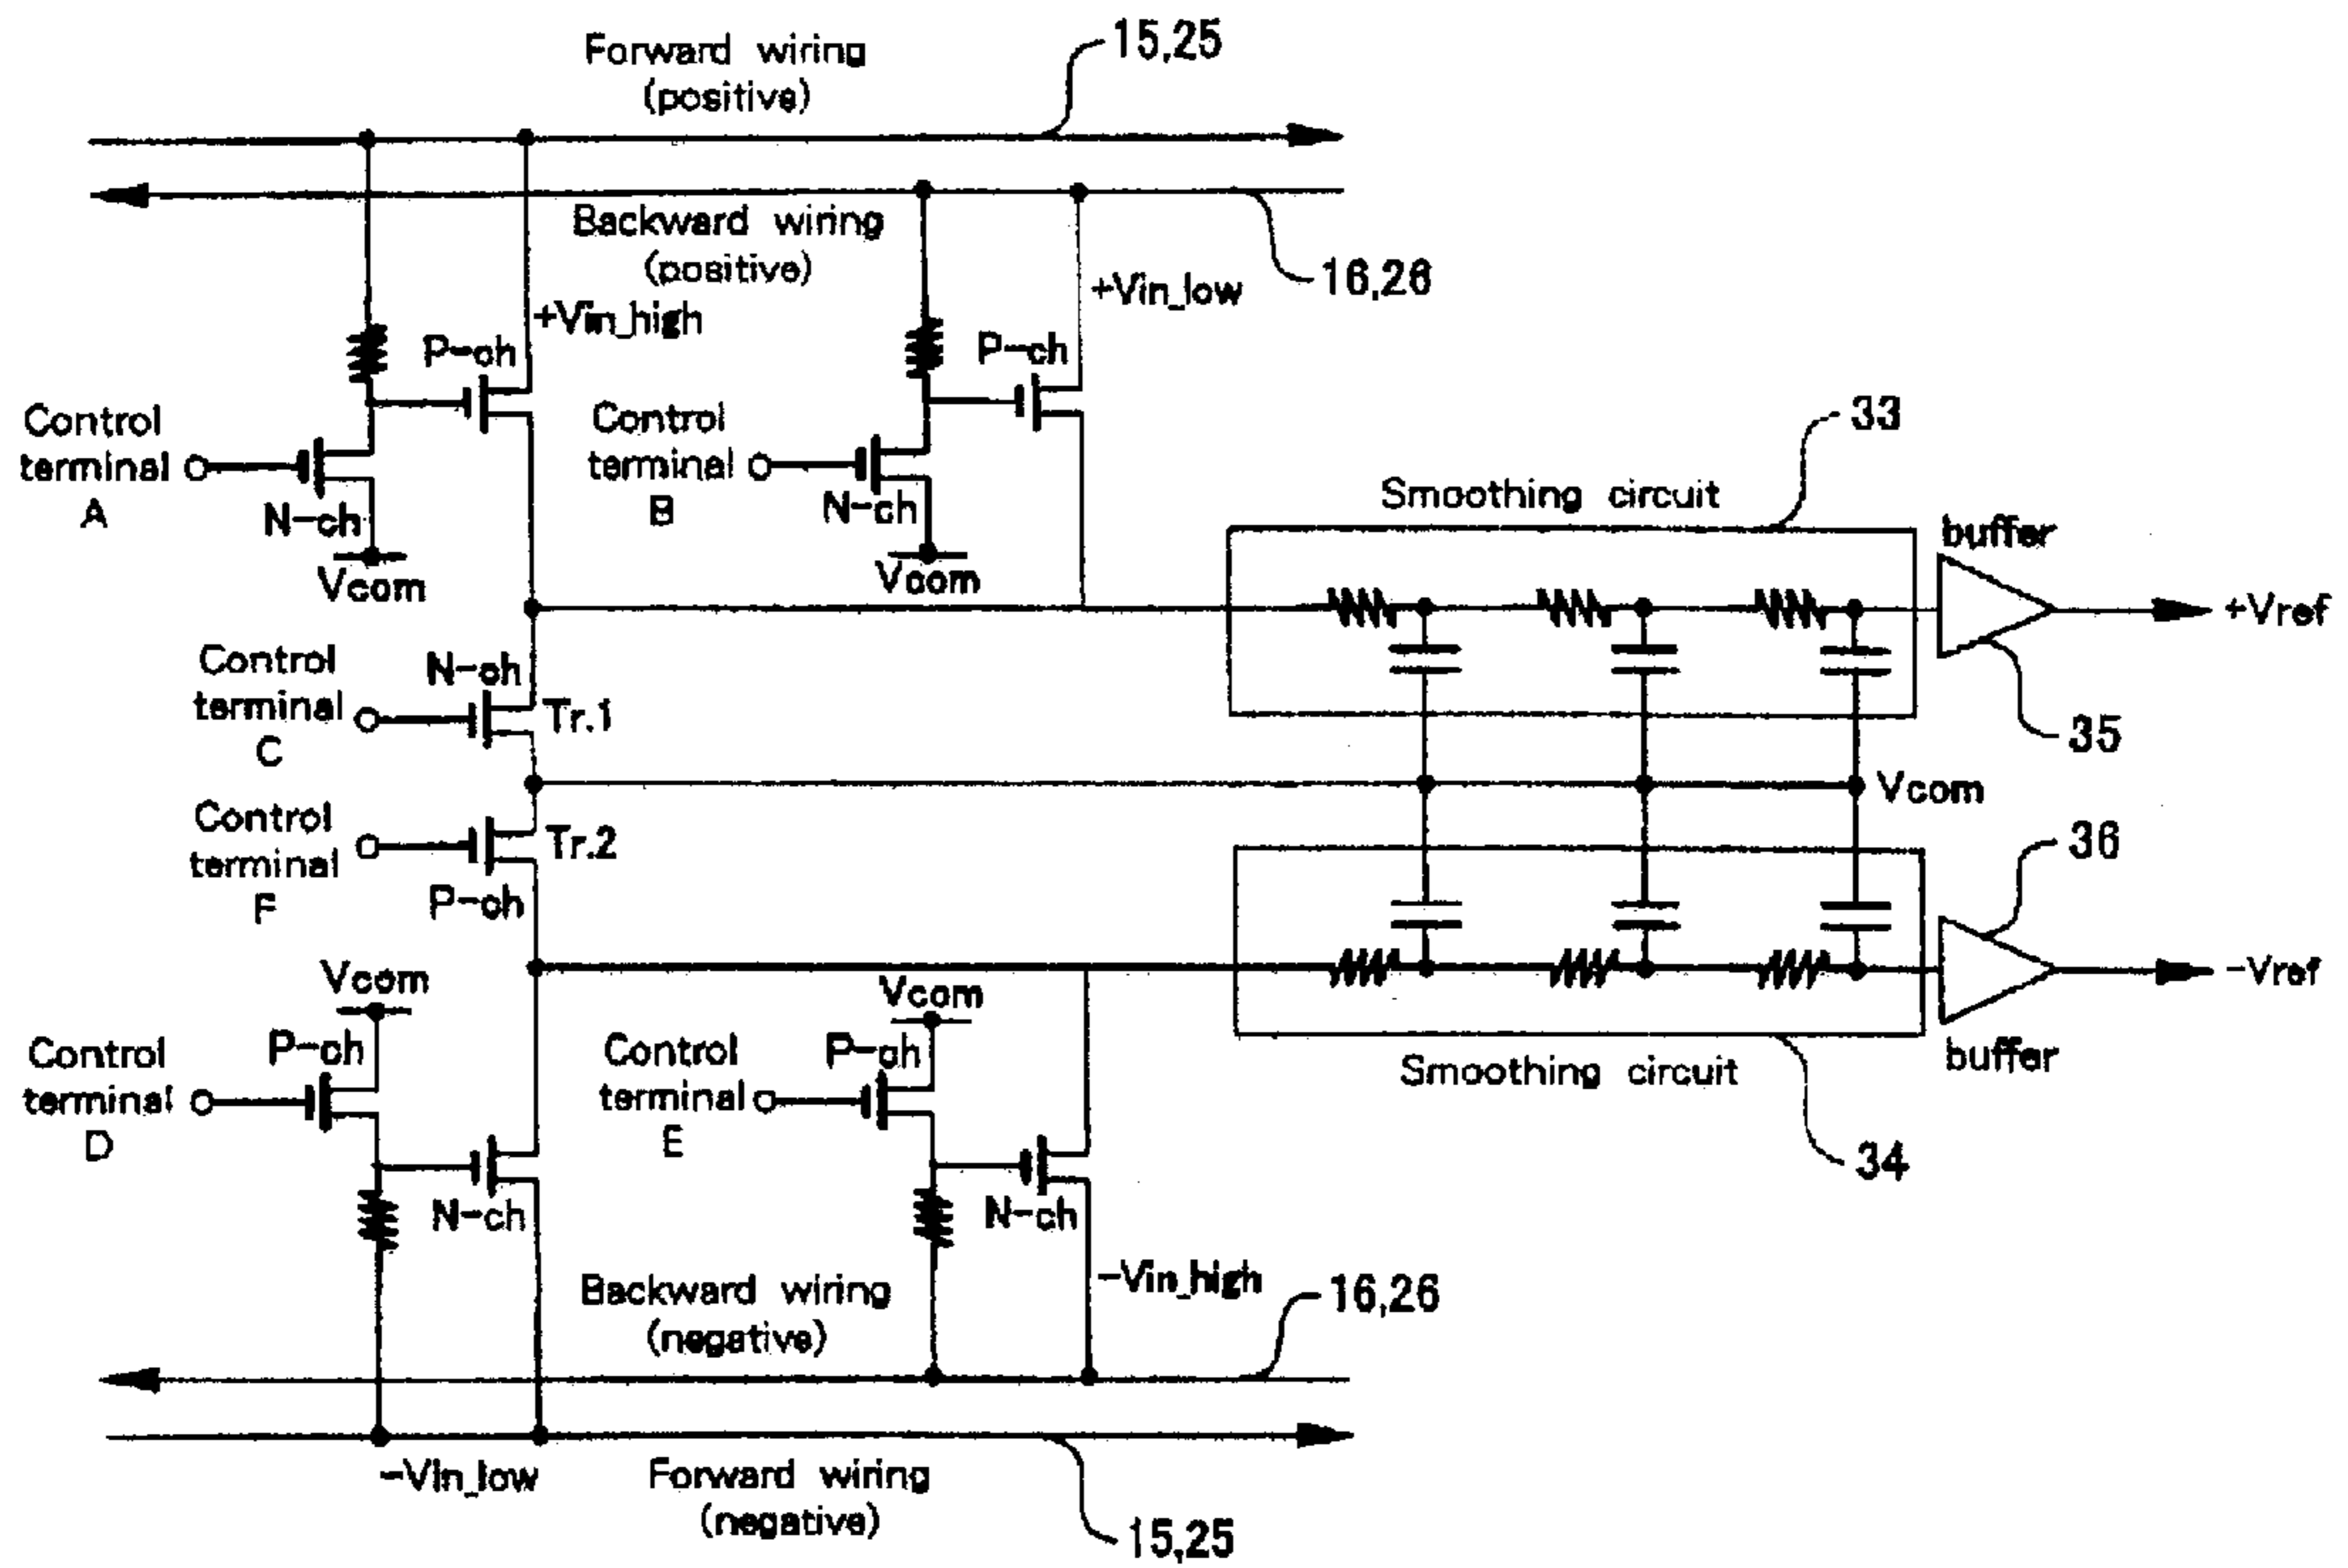 Forward wiring
(positive)
15,25
Backward wiring
(positive)
16,26
+Vin_high
+Vin_low
P-ch
P-ch
Control
terminal
A
N-ch
Vcom
Control
terminal
B
N-ch
Vcom
33
Smoothing circuit
buffer
+Vref
35
Control
terminal
C
N-ch
Tr.1
Vcom
Control
terminal
F
Tr.2
P-ch
36
-Vref
buffer
Smoothing circuit
34
Vcom
P-ch
Control
terminal
D
N-ch
Vcom
P-ch
Control
terminal
E
N-ch
-Vin_high
Backward wiring
(negative)
16,26
-Vin_low
Forward wiring
(negative)
15,25